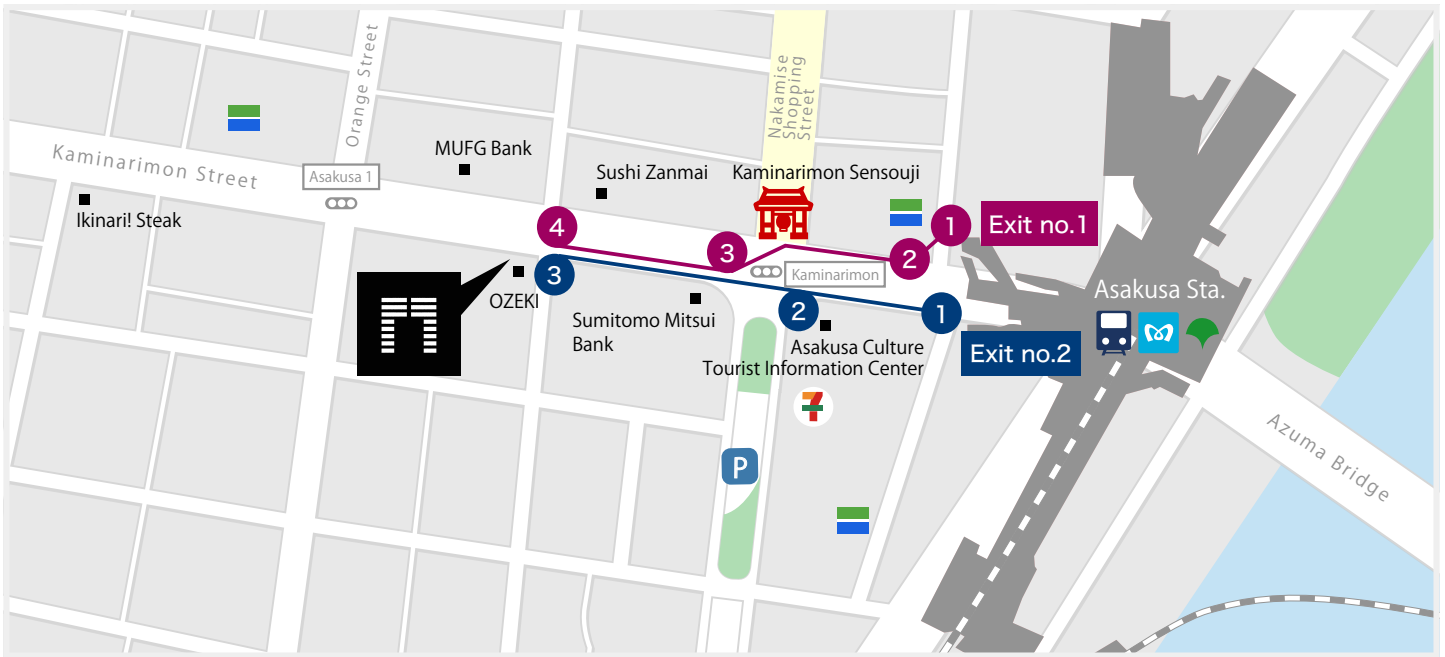 Orange Street
Nakamise
Shopping
Street
Kaminarimon Street
MUFG Bank
Asakusa 1
Sushi Zanmai
Kaminarimon Sensouji
Ikinari! Steak
4
3
2
1
Exit no.1
Kaminarimon
OZEKI
3
2
1
Exit no.2
Asakusa Sta.
Sumitomo Mitsui
Bank
Asakusa Culture
Tourist Information Center
7
P
Azuma Bridge